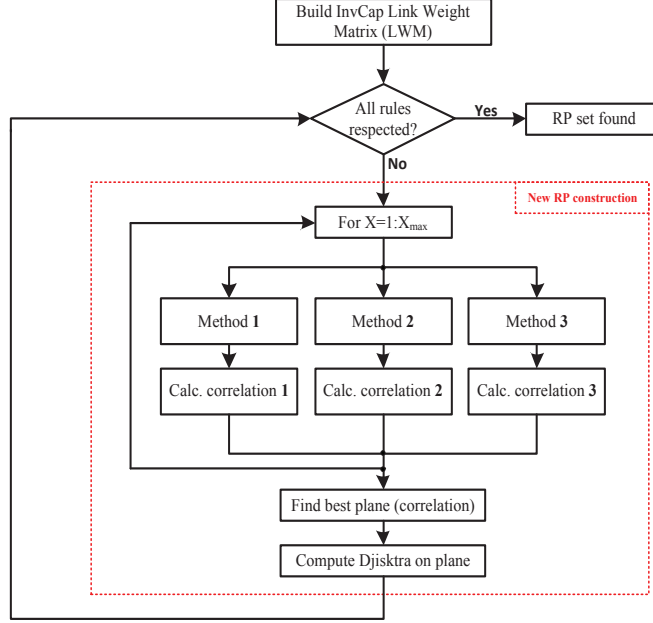 Build InvCap Link Weight
Matrix (LWM)
All rules
respected?
Yes
RP set found
No
New RP construction
For X=1:Xmax
Method 1
Method 2
Method 3
Calc. correlation 1
Calc. correlation 2
Calc. correlation 3
Find best plane (correlation)
Compute Djisktra on plane